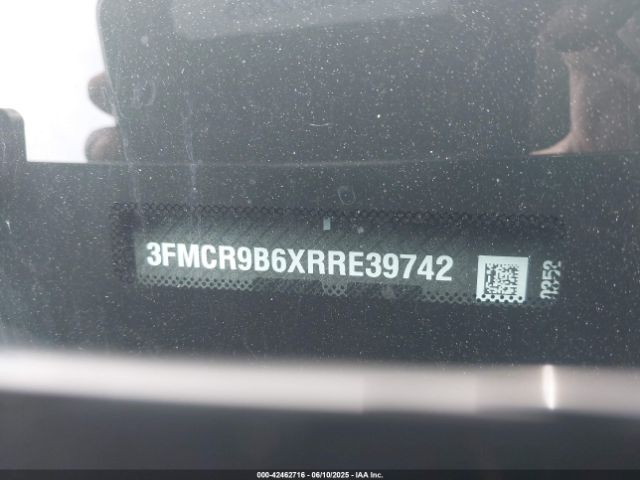 3FMCR9B6XRRE39742
0352
000-42462716 - 06/10/2025 - IAA Inc.